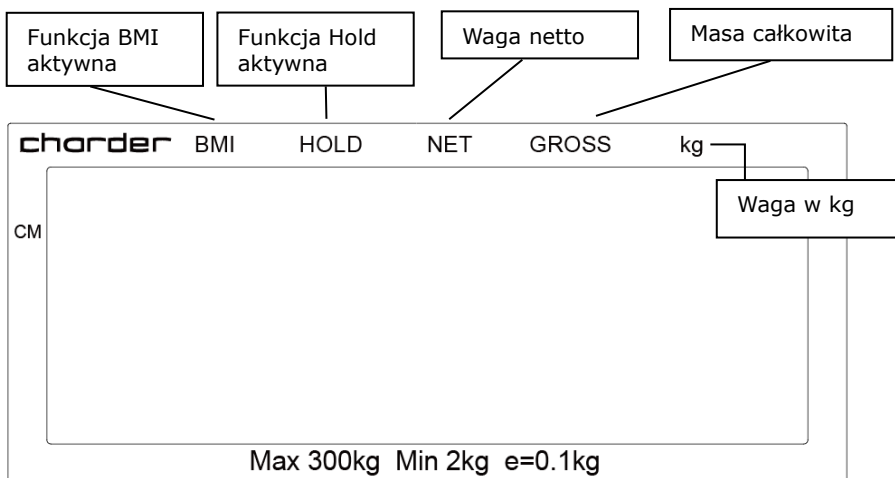 Funkcja BMI
aktywna
Funkcja Hold
aktywna
Waga netto
Masa całkowita
charder BMI HOLD NET GROSS kg
Waga w kg
CM
Max 300kg Min 2kg e=0.1kg